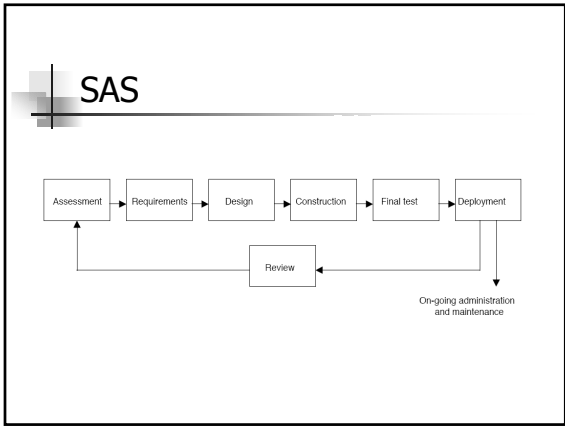 SAS
Assessment
Requirements
Design
Construction
Final test
Deployment
Review
On-going administration
and maintenance